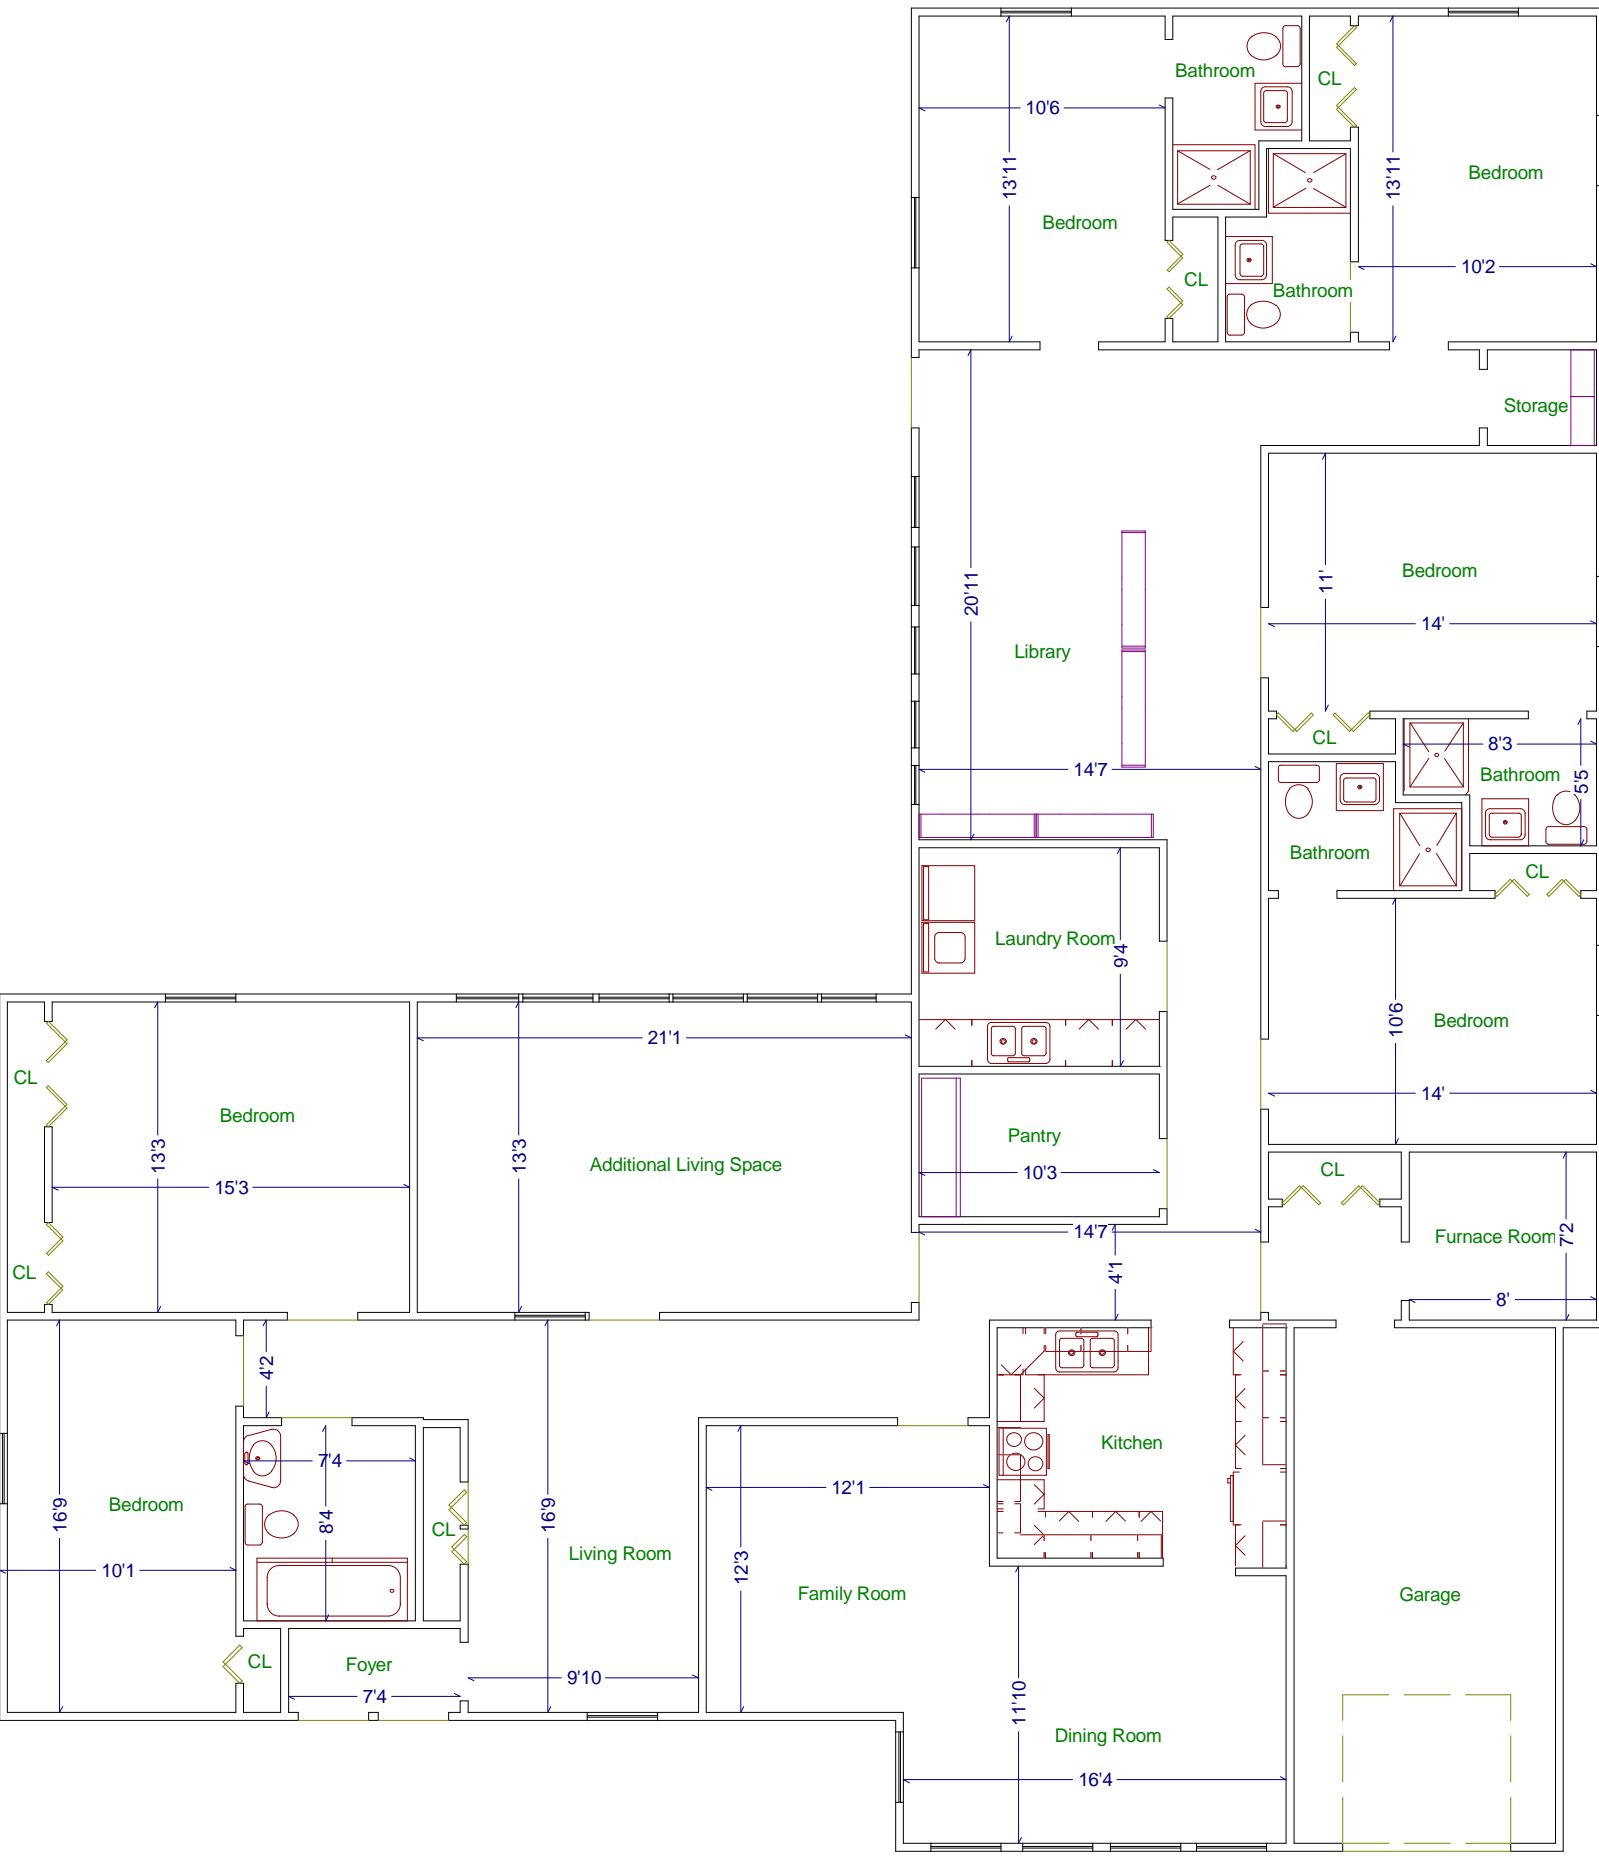 Bathroom
CL
10'6
13'11
13'11
Bedroom
Bedroom
10'2
CL
Bathroom
Storage
11'
Bedroom
20'11
14'
Library
CL
8'3
14'7
Bathroom
5'5
Bathroom
CL
Laundry Room
9'4
10'6
Bedroom
21'1
CL
14'
Bedroom
13'3
13'3
Pantry
Additional Living Space
10'3
CL
15'3
14'7
Furnace Room
7'2
CL
4'1
8'
4'2
Kitchen
7'4
12'1
Bedroom
16'9
8'4
CL
16'9
Living Room
10'1
12'3
Family Room
Garage
CL
Foyer
9'10
7'4
11'10
Dining Room
16'4